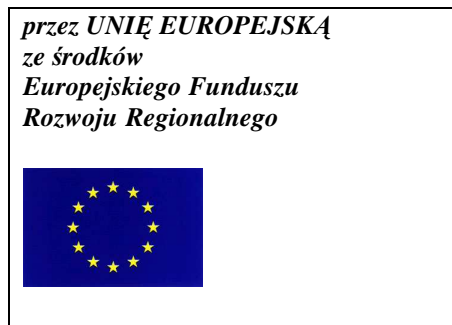 przez UNIĘ EUROPEJSKĄ
ze środków
Europejskiego Funduszu
Rozwoju Regionalnego